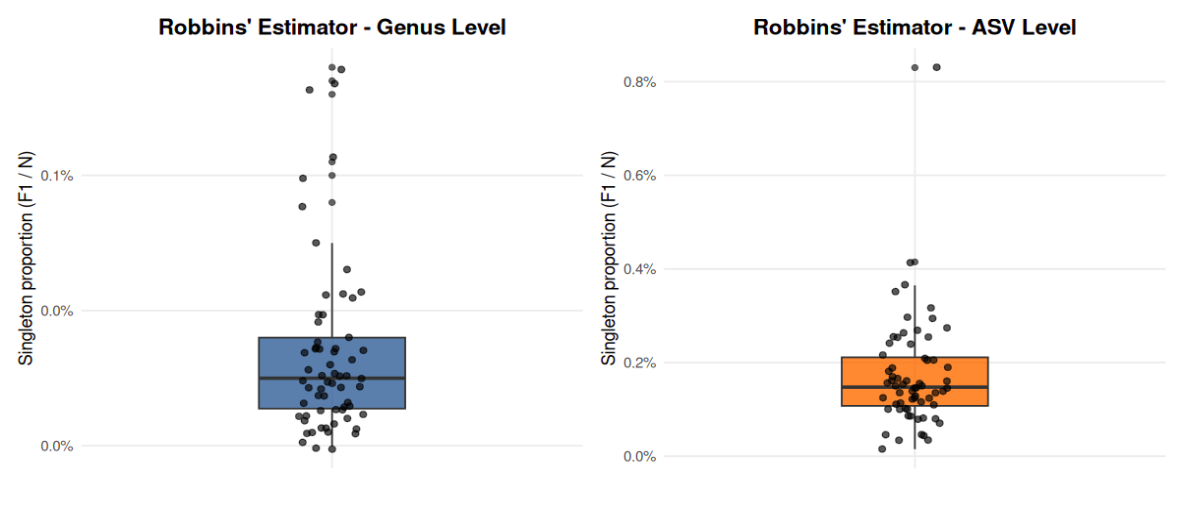 Robbins' Estimator - Genus Level
Singleton proportion (F1 / N)
0.1%
0.0%
0.0%
Robbins' Estimator - ASV Level
Singleton proportion (F1 / N)
0.8%
0.6%
0.4%
0.2%
0.0%